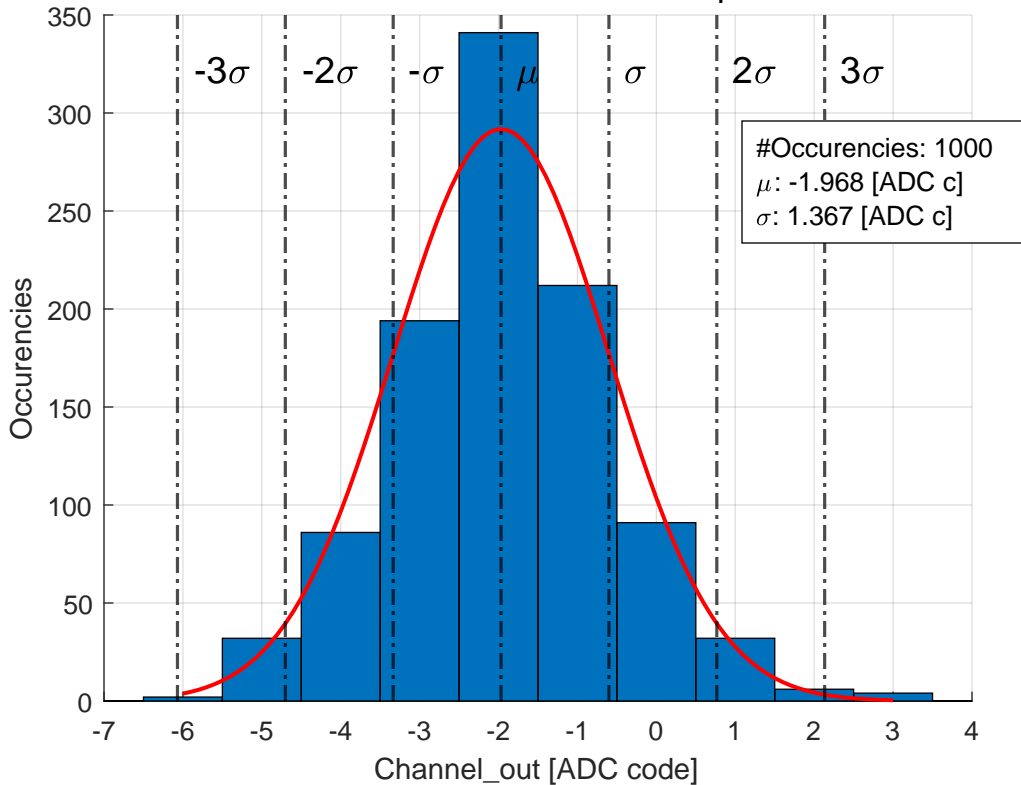 350
300
250
200
150
100
50
0
Occurencies
-3σ
-2σ
-σ
μ
σ
2σ
3σ
#Occurencies: 1000
μ: -1.968 [ADC c]
σ: 1.367 [ADC c]
-7 -6 -5 -4 -3 -2 -1 0 1 2 3 4
Channel_out [ADC code]